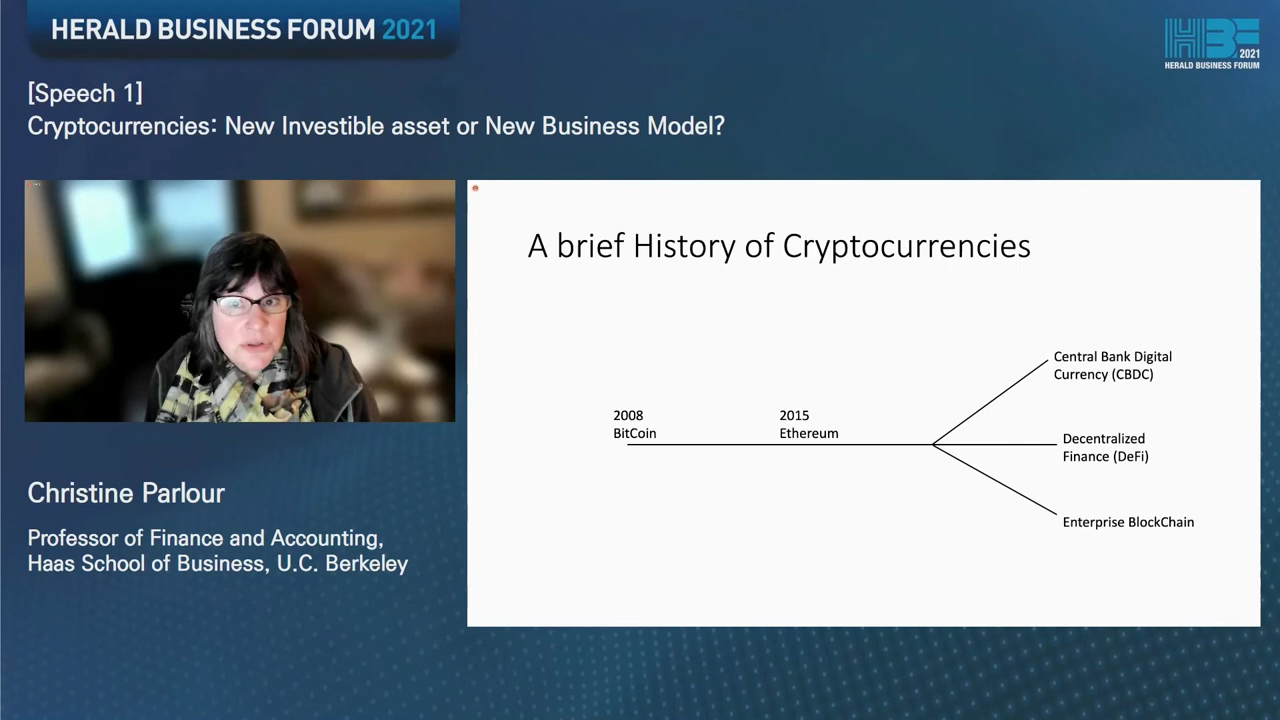 HERALD BUSINESS FORUM 2021
HBF 2021
HERALD BUSINESS FORUM
[Speech 1]
Cryptocurrencies: New Investible asset or New Business Model?
A brief History of Cryptocurrencies
Central Bank Digital
Currency (CBDC)
2008
BitCoin
2015
Ethereum
Decentralized
Finance (DeFi)
Enterprise BlockChain
Christine Parlour
Professor of Finance and Accounting,
Haas School of Business, U.C. Berkeley